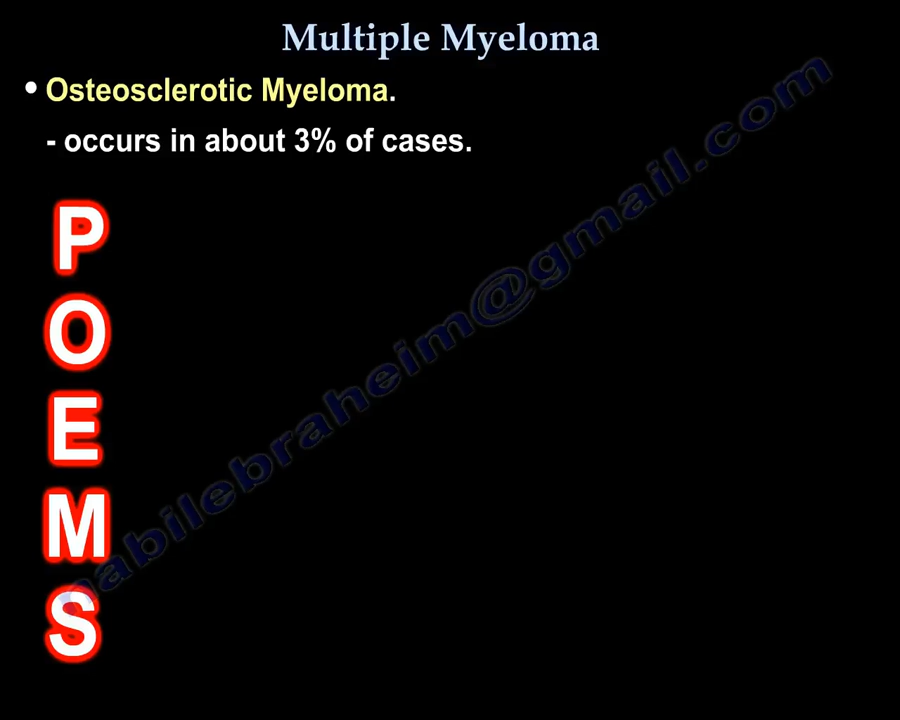 Multiple Myeloma
• Osteosclerotic Myeloma.
- occurs in about 3% of cases.
P
O
E
M
S
nabilebraheim@gmail.com